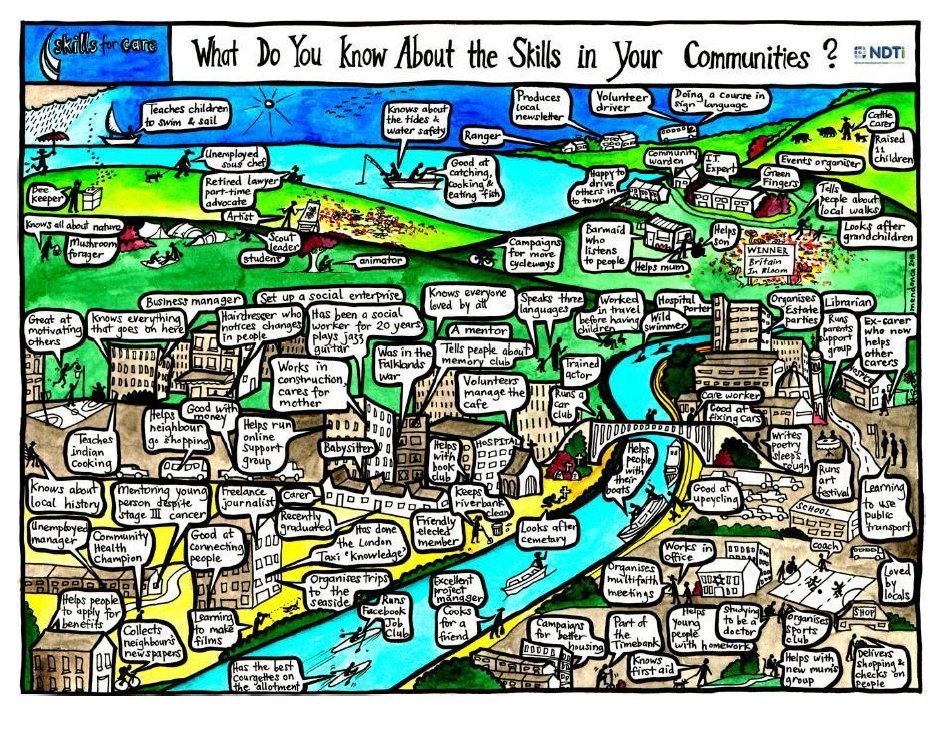 skills for care
What Do You Know About the Skills in Your Communities ?
NDTi
Teaches children
to swim & sail
Knows about
the tides &
water safety
Produces
local
newsletter
Volunteer
driver
Doing a course in
sign language
Ranger
Cattle
Carer
Raised
11
children
Unemployed
sous chef
Good at
catching,
cooking &
eating fish
Community
warden
I.T.
Expert
Events organiser
Green
Fingers
Bee
keeper
Retired lawyer
part-time
advocate
Happy to
drive
others in
to town
Tells
people about
local walks
Artist
Knows all about nature
Mushroom
forager
Scout
leader
student
animator
Campaigns
for more
cycleways
Barmaid
who
listens
to people
Helps mum
Helps
son
WINNER
Britain
In Bloom
Looks after
grandchildren
mendonca 2015
Business manager
Set up a social enterprise
Knows everyone
loved by all
Speaks three
languages
Worked
in travel
before having
children
Hospital
porter
Wild
swimmer
Organises
Estate
parties
Librarian
Runs
parents
support
group
Ex-carer
who now
helps
other
carers
Great at
motivating
others
Knows everything
that goes on here
Hairdresser who
notices changes
in people
Has been a social
worker for 20 years
plays jazz
guitar
A mentor
Tells people about
memory club
Was in the
Falklands
war
Works in
construction,
cares for
mother
Volunteers
manage the
cafe
Trained
actor
Runs a
car
club
HOSPITAL
Care worker
Good at
fixing cars
Teaches
Indian
Cooking
Helps
neighbour
go shopping
Good with
money
Helps run
online
support
group
Babysitter
Helps
with
book
club
HOSPITAL
Helps
people
with
their
boats
Writes
poetry
sleeps
rough
Runs
art
festival
Learning
to use
public
transport
Knows about
local history
Mentoring young
person despite
stage III cancer
Freelance
journalist
Carer
Keeps
riverbank
clean
Good at
upcycling
SCHOOL
coach
Unemployed
manager
Community
Health
Champion
Good at
connecting
people
Recently
graduated
Has done
the London
Taxi "Knowledge"
Friendly
elected
member
Looks after
cemetary
Works in
office
Organises
multifaith
meetings
Loved
by
locals
SHOP
Helps people
to apply for
benefits
Collects
neighbours
newspapers
Learning
to make
films
Organises trips
to the
seaside
Runs
Facebook
Job
Club
Excellent
project
manager
Cooks
for a
friend
Campaigns
for better
housing
Part of
the
Timebank
Knows
first aid
Helps
young
people
with homework
Studying
to be a
doctor
Organises
sports
club
Helps with
new mums
group
Delivers
shopping &
checks on
people
Has the best
courgettes on
the allotment